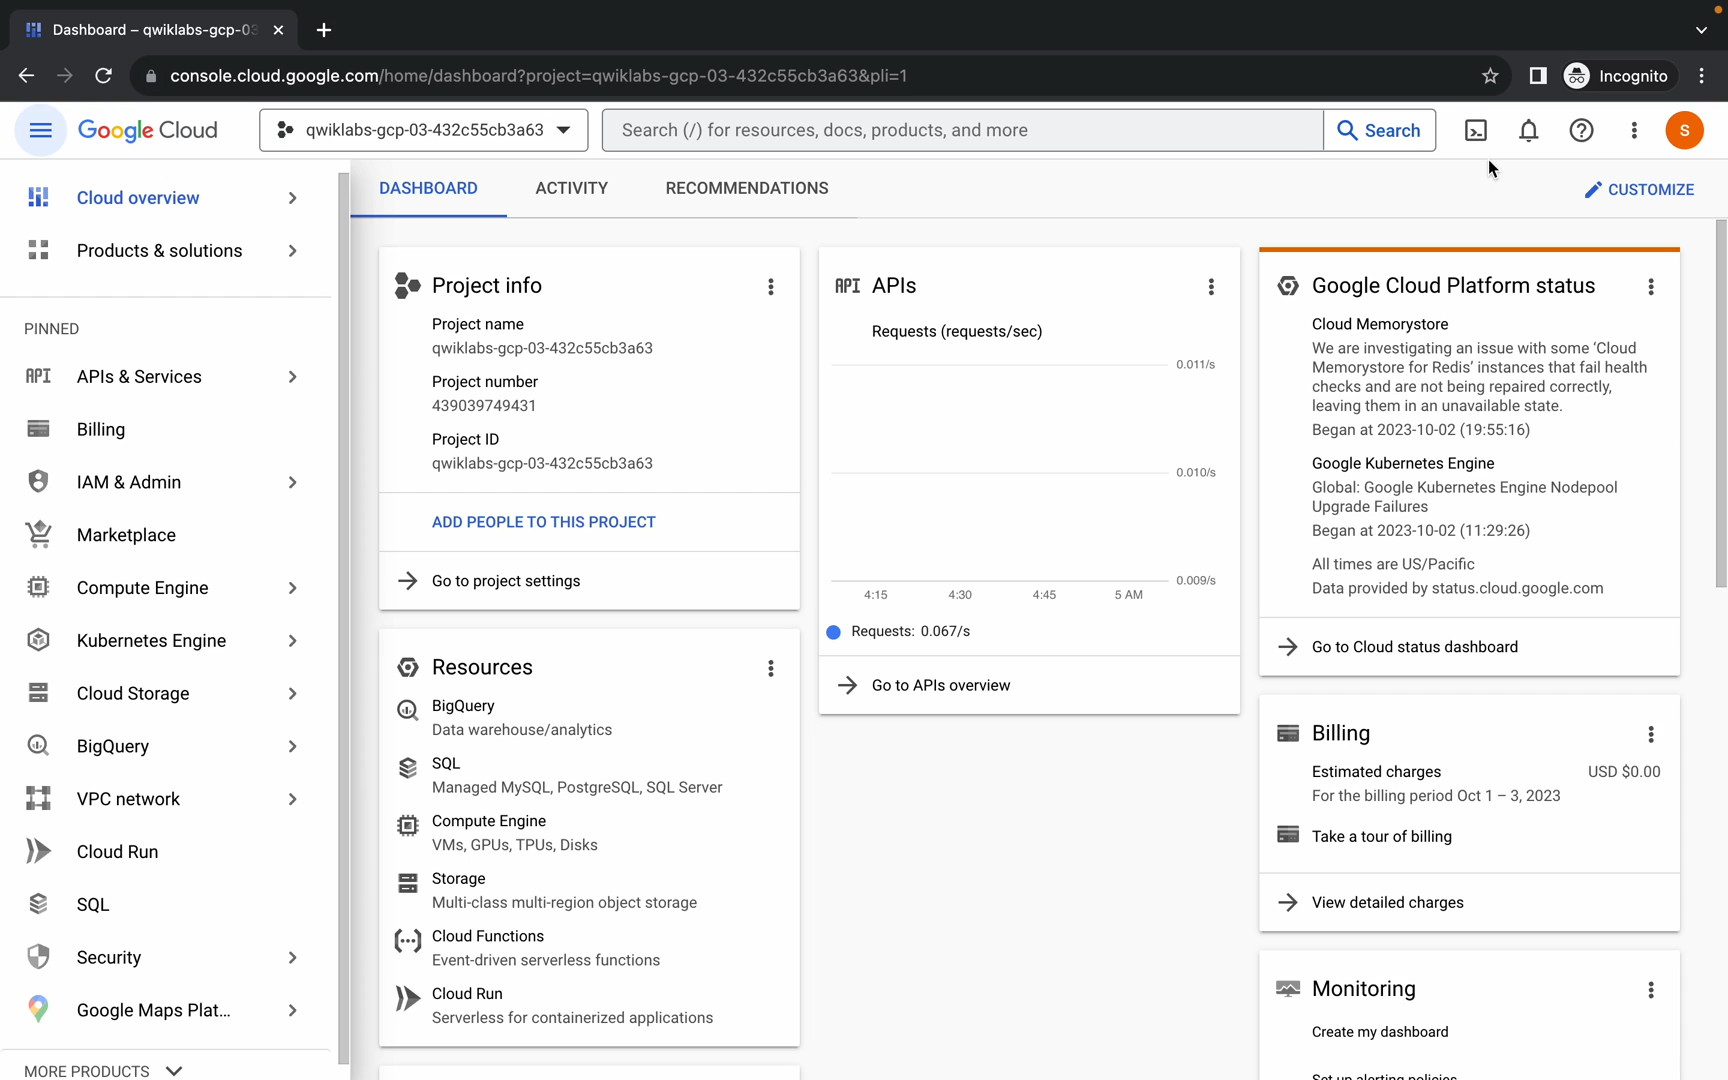 Dashboard – qwiklabs-gcp-03
console.cloud.google.com/home/dashboard?project=qwiklabs-gcp-03-432c55cb3a63&pli=1
Incognito
Google Cloud
qwiklabs-gcp-03-432c55cb3a63
Search (/) for resources, docs, products, and more
Search
S
Cloud overview
Products & solutions
PINNED
API APIs & Services
Billing
IAM & Admin
Marketplace
Compute Engine
Kubernetes Engine
Cloud Storage
BigQuery
VPC network
Cloud Run
SQL
Security
Google Maps Plat...
MORE PRODUCTS
DASHBOARD
ACTIVITY
RECOMMENDATIONS
CUSTOMIZE
Project info
Project name
qwiklabs-gcp-03-432c55cb3a63
Project number
439039749431
Project ID
qwiklabs-gcp-03-432c55cb3a63
ADD PEOPLE TO THIS PROJECT
Go to project settings
Resources
BigQuery
Data warehouse/analytics
SQL
Managed MySQL, PostgreSQL, SQL Server
Compute Engine
VMs, GPUs, TPUs, Disks
Storage
Multi-class multi-region object storage
Cloud Functions
Event-driven serverless functions
Cloud Run
Serverless for containerized applications
API APIs
Requests (requests/sec)
0.011/s
0.010/s
0.009/s
4:15 4:30 4:45 5 AM
Requests: 0.067/s
Go to APIs overview
Google Cloud Platform status
Cloud Memorystore
We are investigating an issue with some ‘Cloud
Memorystore for Redis’ instances that fail health
checks and are not being repaired correctly,
leaving them in an unavailable state.
Began at 2023-10-02 (19:55:16)
Google Kubernetes Engine
Global: Google Kubernetes Engine Nodepool
Upgrade Failures
Began at 2023-10-02 (11:29:26)
All times are US/Pacific
Data provided by status.cloud.google.com
Go to Cloud status dashboard
Billing
Estimated charges USD $0.00
For the billing period Oct 1 – 3, 2023
Take a tour of billing
View detailed charges
Monitoring
Create my dashboard
Set up alerting policies